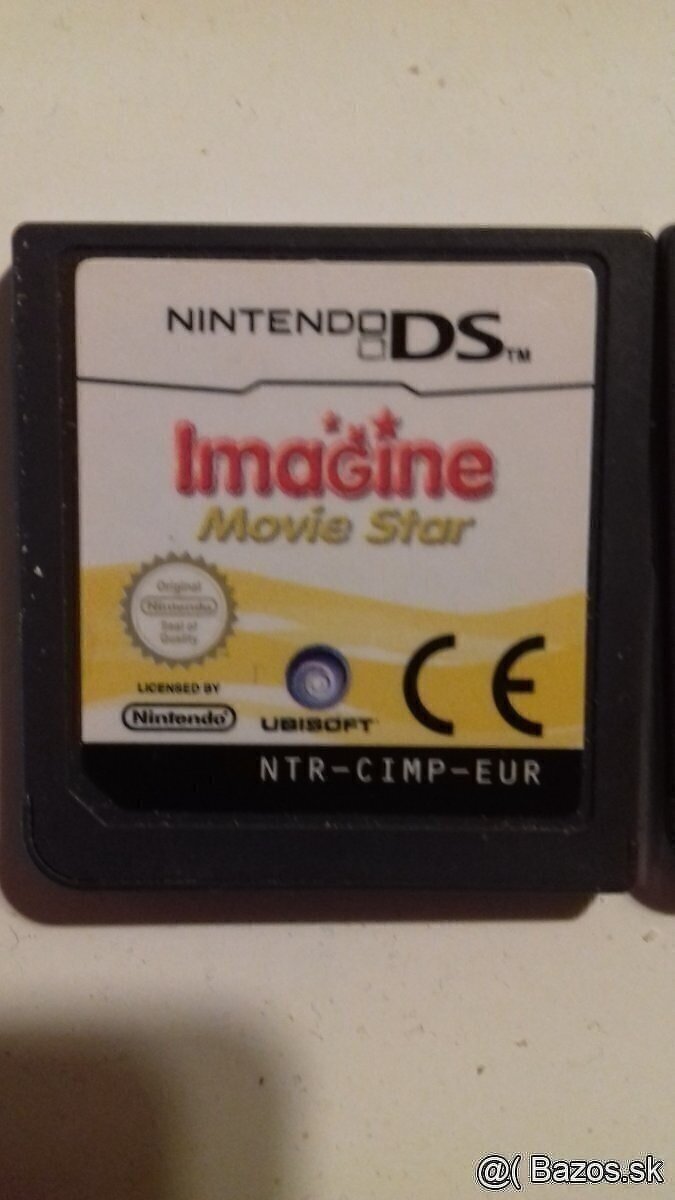 NINTENDO DS TM
Imagine
Movie Star
Original
Nintendo
Seal of
Quality
LICENSED BY
Nintendo
UBISOFT
CE
NTR-CIMP-EUR
@( Bazos.sk